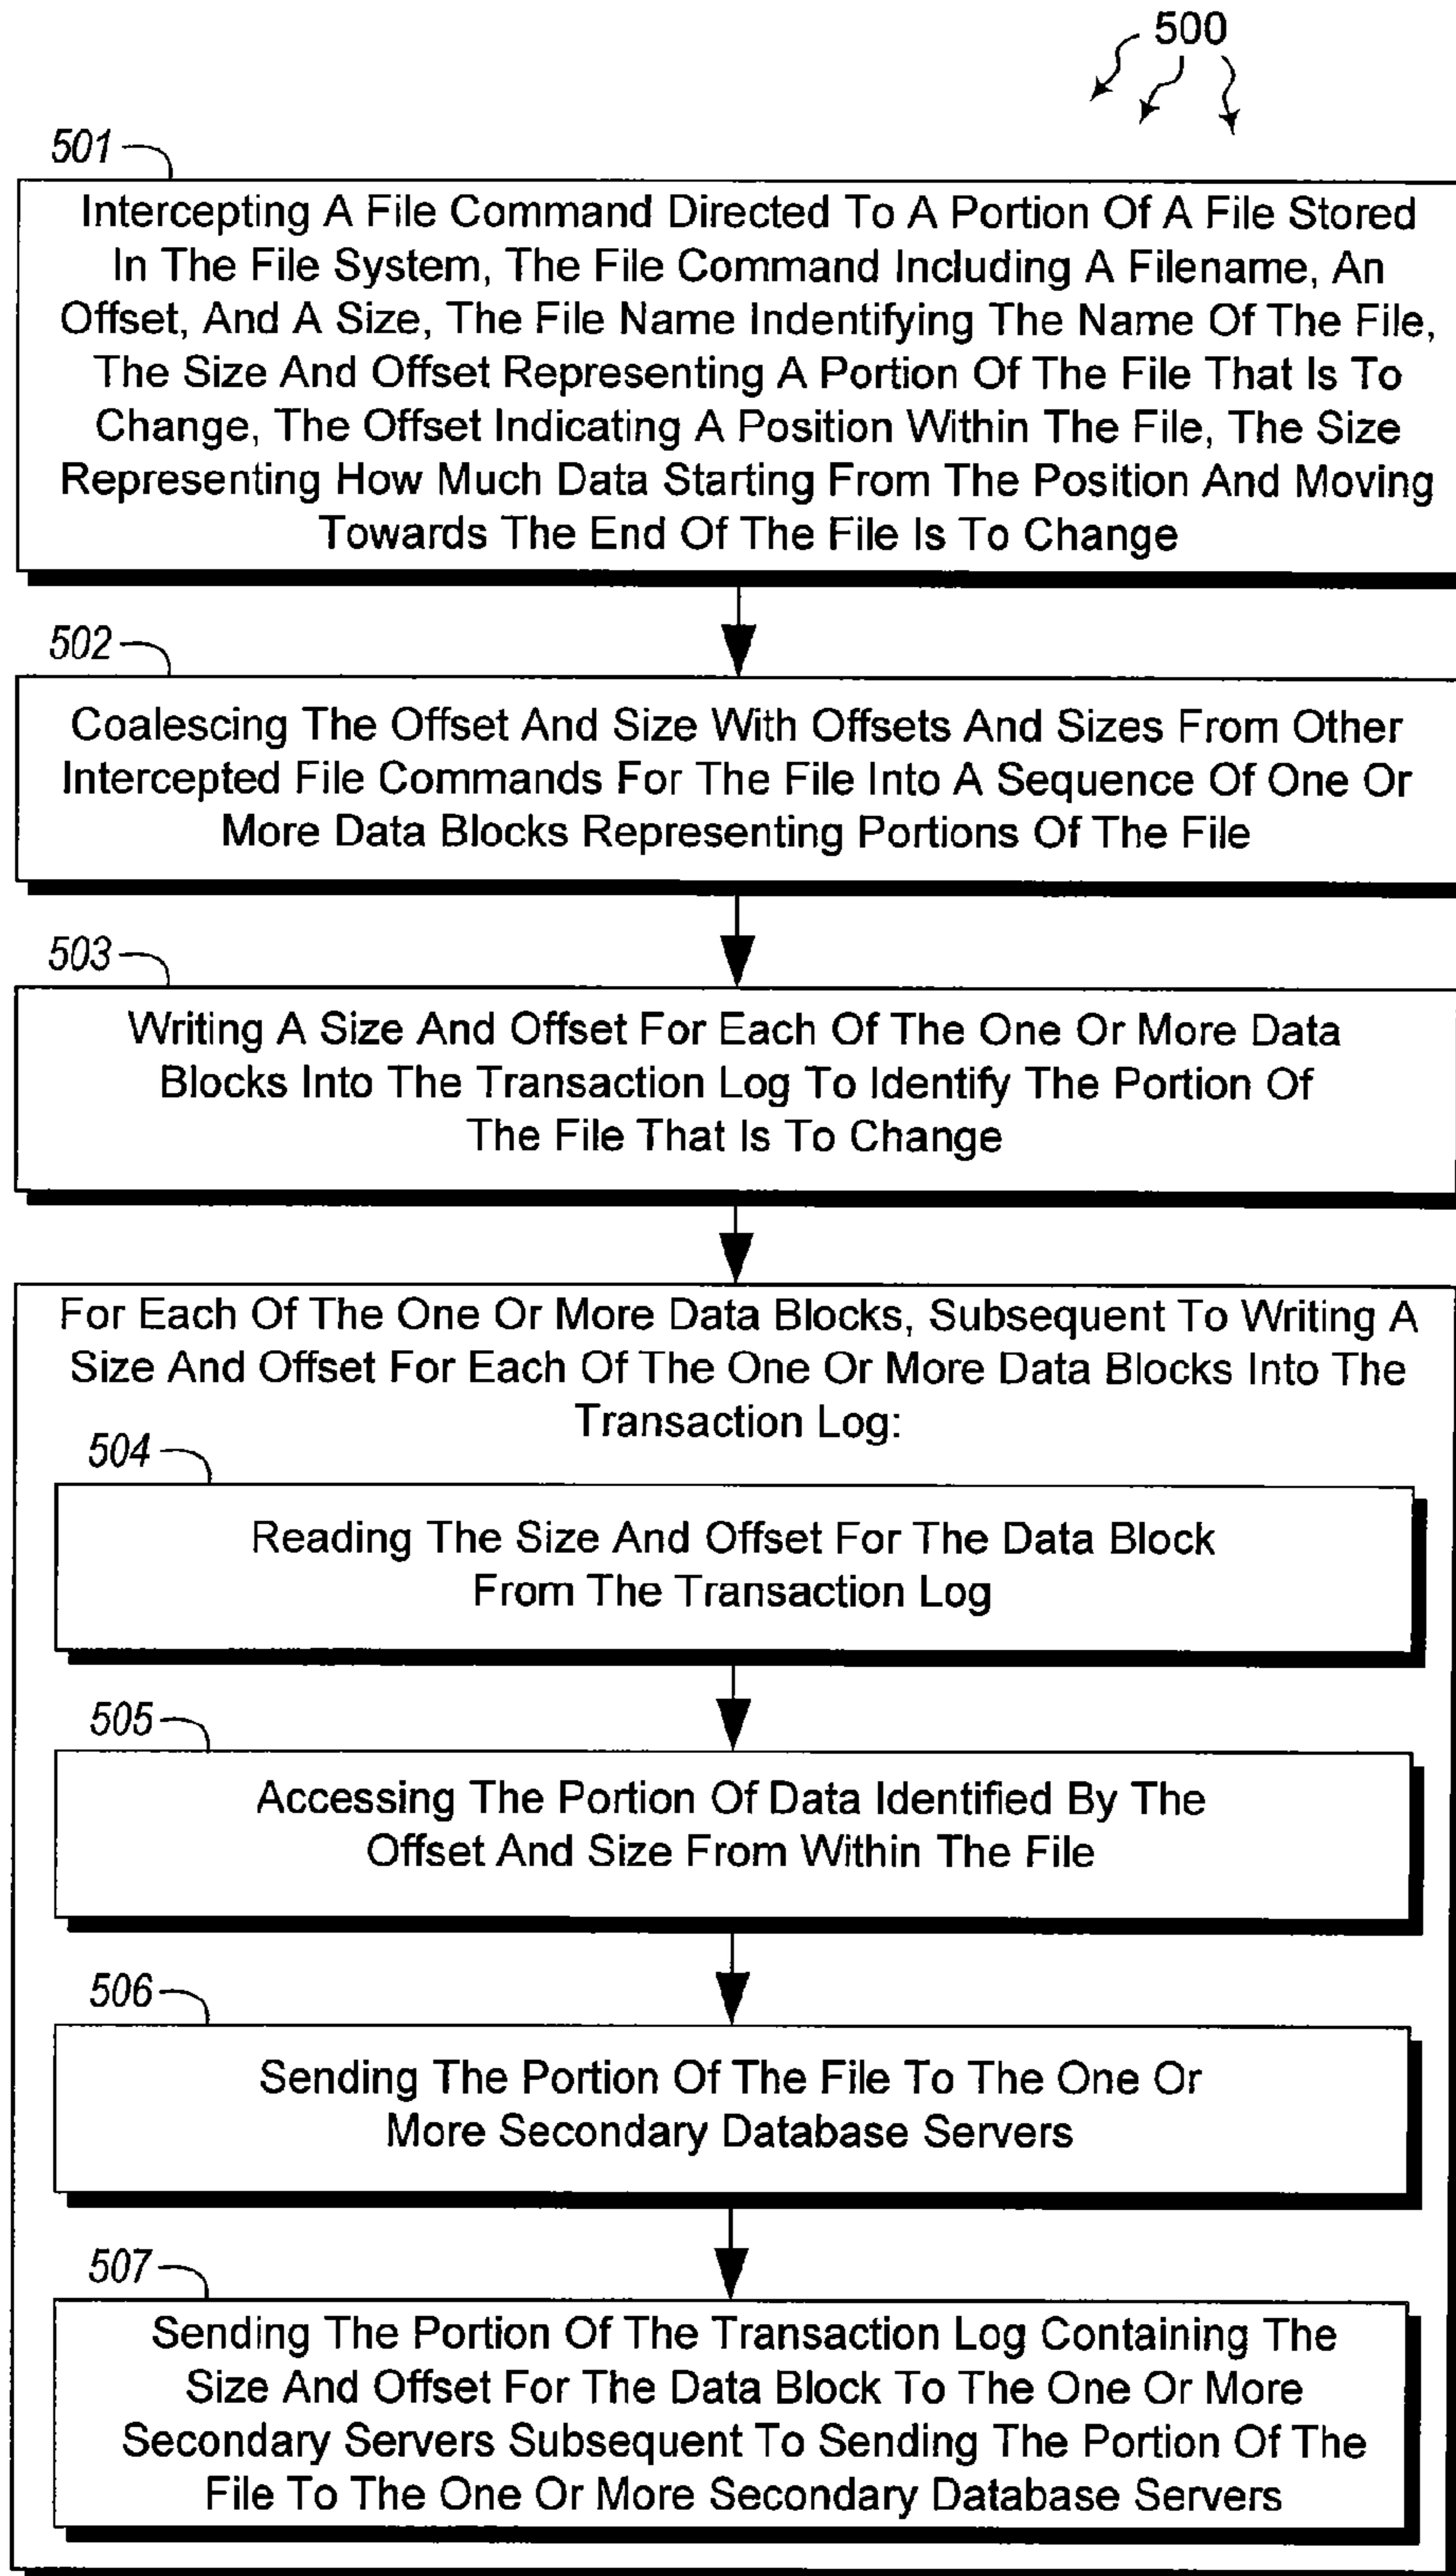 500
501
Intercepting A File Command Directed To A Portion Of A File Stored
In The File System, The File Command Including A Filename, An
Offset, And A Size, The File Name Indentifying The Name Of The File,
The Size And Offset Representing A Portion Of The File That Is To
Change, The Offset Indicating A Position Within The File, The Size
Representing How Much Data Starting From The Position And Moving
Towards The End Of The File Is To Change
502
Coalescing The Offset And Size With Offsets And Sizes From Other
Intercepted File Commands For The File Into A Sequence Of One Or
More Data Blocks Representing Portions Of The File
503
Writing A Size And Offset For Each Of The One Or More Data
Blocks Into The Transaction Log To Identify The Portion Of
The File That Is To Change
For Each Of The One Or More Data Blocks, Subsequent To Writing A
Size And Offset For Each Of The One Or More Data Blocks Into The
Transaction Log:
504
Reading The Size And Offset For The Data Block
From The Transaction Log
505
Accessing The Portion Of Data Identified By The
Offset And Size From Within The File
506
Sending The Portion Of The File To The One Or
More Secondary Database Servers
507
Sending The Portion Of The Transaction Log Containing The
Size And Offset For The Data Block To The One Or More
Secondary Servers Subsequent To Sending The Portion Of The
File To The One Or More Secondary Database Servers